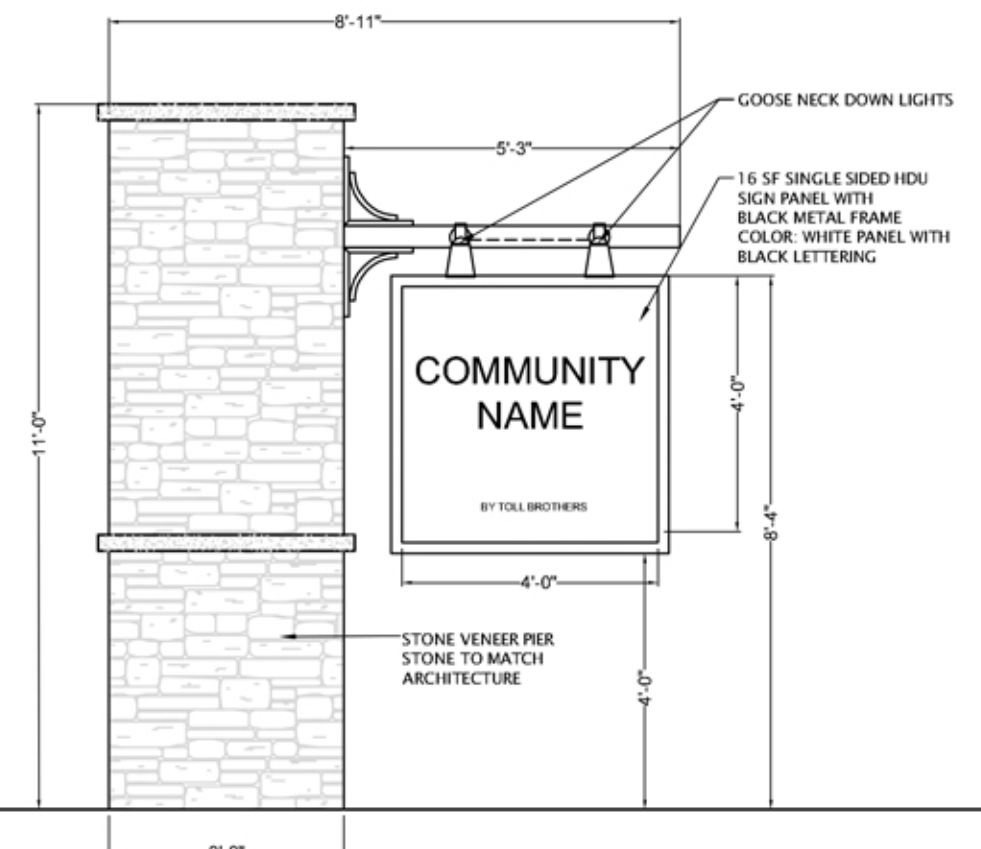 8'-11"
GOOSE NECK DOWN LIGHTS
5'-3"
16 SF SINGLE SIDED HDU
SIGN PANEL WITH
BLACK METAL FRAME
COLOR: WHITE PANEL WITH
BLACK LETTERING
COMMUNITY
NAME
BY TOLL BROTHERS
4'-0"
11'-0"
8'-4"
4'-0"
STONE VENEER PIER
STONE TO MATCH
ARCHITECTURE
4'-0"